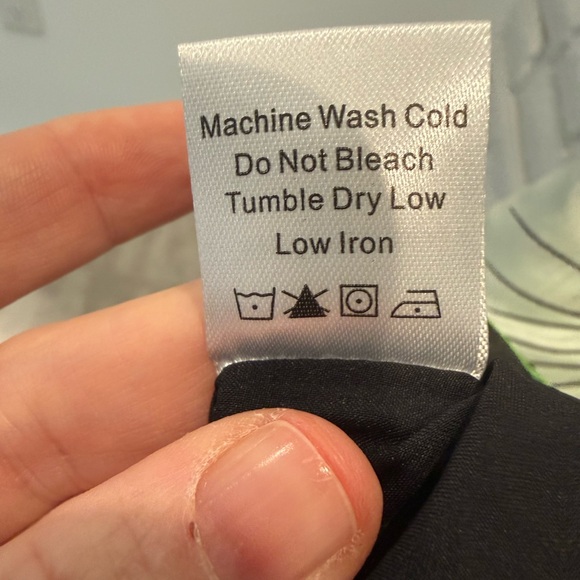 Machine Wash Cold
Do Not Bleach
Tumble Dry Low
Low Iron